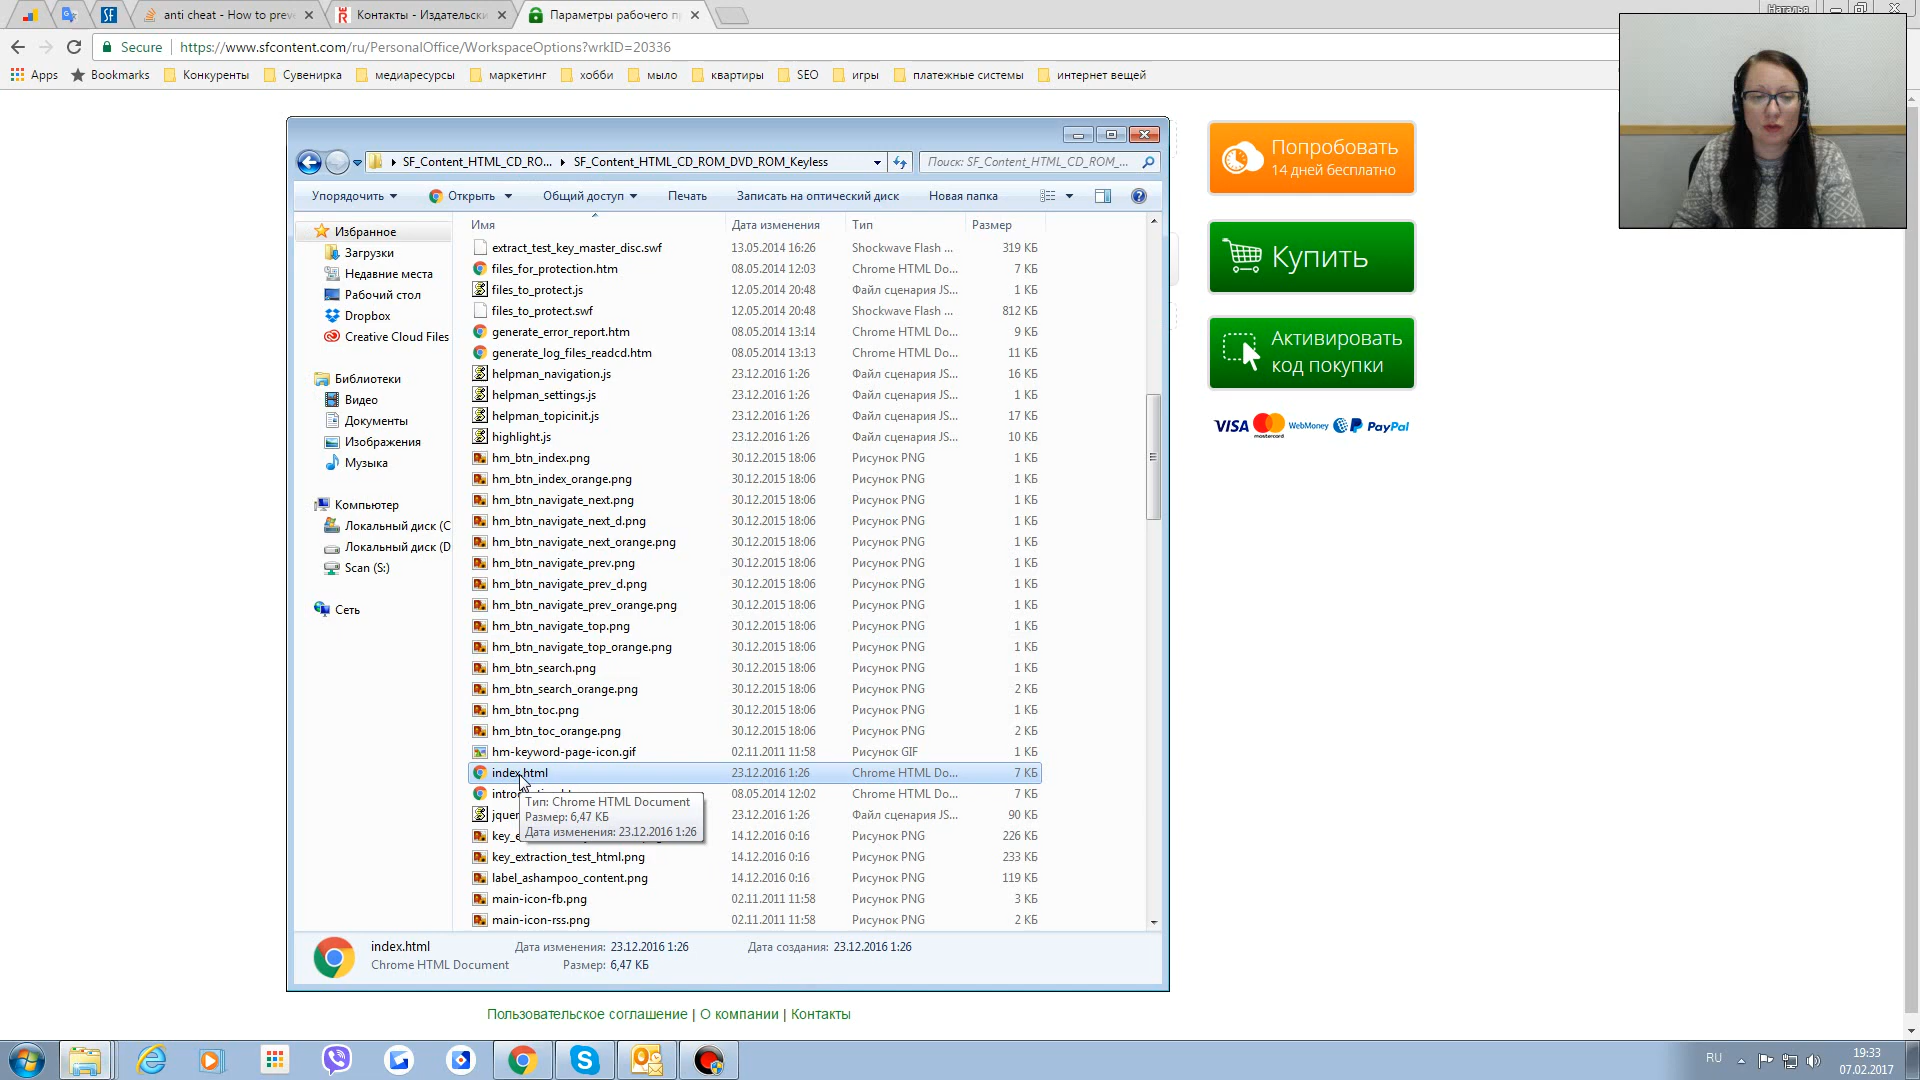 anti cheat - How to prev
Контакты - Издательски
Параметры рабочего п
Наталья
Secure
https://www.sfcontent.com/ru/PersonalOffice/WorkspaceOptions?wrkID=20336
Apps
Bookmarks
Конкуренты
Сувенирка
медиаресурсы
маркетинг
хобби
мыло
квартиры
SEO
игры
платежные системы
интернет вещей
SF_Content_HTML_CD_RO...
SF_Content_HTML_CD_ROM_DVD_ROM_Keyless
Поиск: SF_Content_HTML_CD_ROM_...
Упорядочить
Открыть
Общий доступ
Печать
Записать на оптический диск
Новая папка
Избранное
Загрузки
Недавние места
Рабочий стол
Dropbox
Creative Cloud Files
Библиотеки
Видео
Документы
Изображения
Музыка
Компьютер
Локальный диск (C
Локальный диск (D
Scan (S:)
Сеть
Имя Дата изменения Тип Размер
extract_test_key_master_disc.swf 13.05.2014 16:26 Shockwave Flash ... 319 КБ
files_for_protection.htm 08.05.2014 12:03 Chrome HTML Do... 7 КБ
files_to_protect.js 12.05.2014 20:48 Файл сценария JS... 1 КБ
files_to_protect.swf 12.05.2014 20:48 Shockwave Flash ... 812 КБ
generate_error_report.htm 08.05.2014 13:14 Chrome HTML Do... 9 КБ
generate_log_files_readcd.htm 08.05.2014 13:13 Chrome HTML Do... 11 КБ
helpman_navigation.js 23.12.2016 1:26 Файл сценария JS... 16 КБ
helpman_settings.js 23.12.2016 1:26 Файл сценария JS... 1 КБ
helpman_topicinit.js 23.12.2016 1:26 Файл сценария JS... 17 КБ
highlight.js 23.12.2016 1:26 Файл сценария JS... 10 КБ
hm_btn_index.png 30.12.2015 18:06 Рисунок PNG 1 КБ
hm_btn_index_orange.png 30.12.2015 18:06 Рисунок PNG 1 КБ
hm_btn_navigate_next.png 30.12.2015 18:06 Рисунок PNG 1 КБ
hm_btn_navigate_next_d.png 30.12.2015 18:06 Рисунок PNG 1 КБ
hm_btn_navigate_next_orange.png 30.12.2015 18:06 Рисунок PNG 1 КБ
hm_btn_navigate_prev.png 30.12.2015 18:06 Рисунок PNG 1 КБ
hm_btn_navigate_prev_d.png 30.12.2015 18:06 Рисунок PNG 1 КБ
hm_btn_navigate_prev_orange.png 30.12.2015 18:06 Рисунок PNG 1 КБ
hm_btn_navigate_top.png 30.12.2015 18:06 Рисунок PNG 1 КБ
hm_btn_navigate_top_orange.png 30.12.2015 18:06 Рисунок PNG 1 КБ
hm_btn_search.png 30.12.2015 18:06 Рисунок PNG 1 КБ
hm_btn_search_orange.png 30.12.2015 18:06 Рисунок PNG 2 КБ
hm_btn_toc.png 30.12.2015 18:06 Рисунок PNG 1 КБ
hm_btn_toc_orange.png 30.12.2015 18:06 Рисунок PNG 2 КБ
hm-keyword-page-icon.gif 02.11.2011 11:58 Рисунок GIF 1 КБ
index.html 23.12.2016 1:26 Chrome HTML Do... 7 КБ
08.05.2014 12:02 Chrome HTML Do... 7 КБ
23.12.2016 1:26 Файл сценария JS... 90 КБ
14.12.2016 0:16 Рисунок PNG 226 КБ
key_extraction_test_html.png 14.12.2016 0:16 Рисунок PNG 233 КБ
label_ashampoo_content.png 14.12.2016 0:16 Рисунок PNG 119 КБ
main-icon-fb.png 02.11.2011 11:58 Рисунок PNG 3 КБ
main-icon-rss.png 02.11.2011 11:58 Рисунок PNG 2 КБ
Тип: Chrome HTML Document
Размер: 6,47 КБ
Дата изменения: 23.12.2016 1:26
index.html Дата изменения: 23.12.2016 1:26 Дата создания: 23.12.2016 1:26
Chrome HTML Document Размер: 6,47 КБ
Попробовать
14 дней бесплатно
Купить
Активировать
код покупки
VISA mastercard WebMoney PayPal
Пользовательское соглашение | О компании | Контакты
RU
19:33
07.02.2017